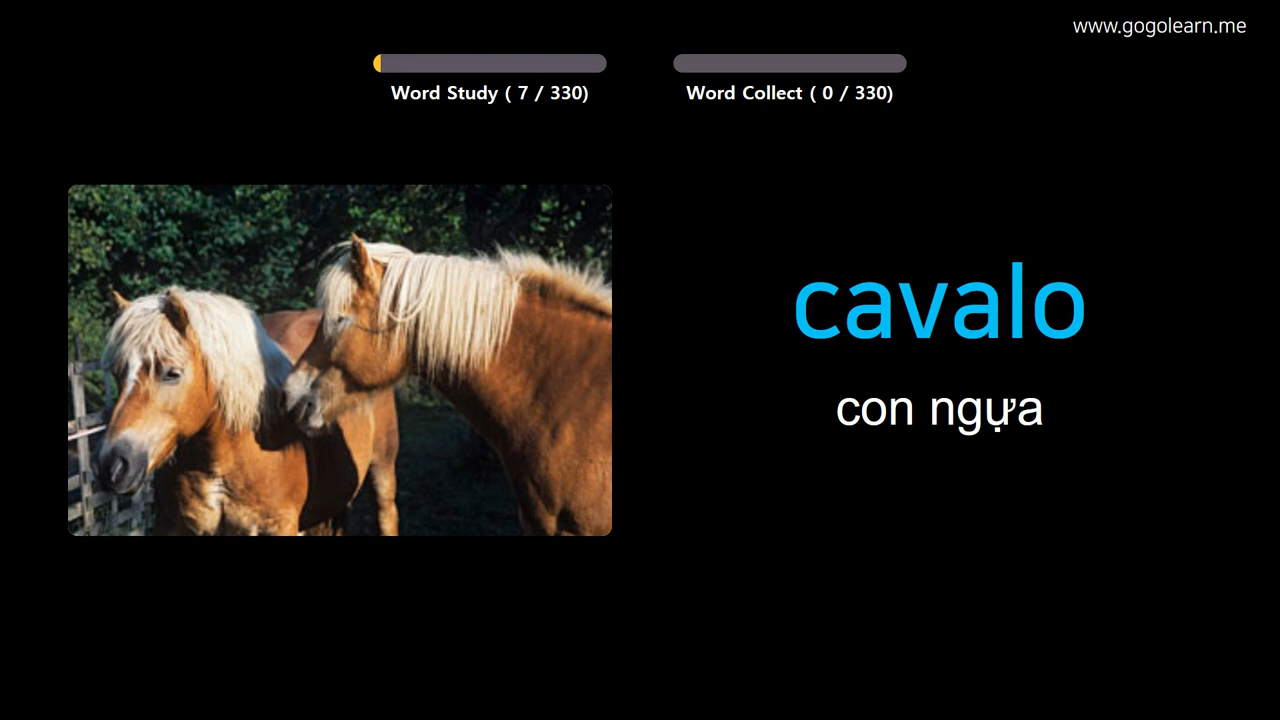 www.gogolearn.me
Word Study ( 7 / 330)
Word Collect ( 0 / 330)
cavalo
con ngựa